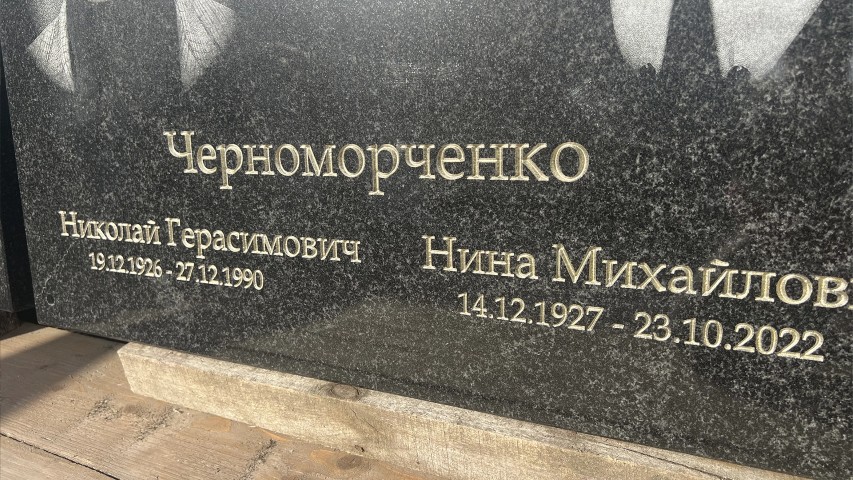 Черноморченко
Николай Герасимович
19.12.1926 - 27.12.1990
Нина Михайлов
14.12.1927 - 23.10.2022